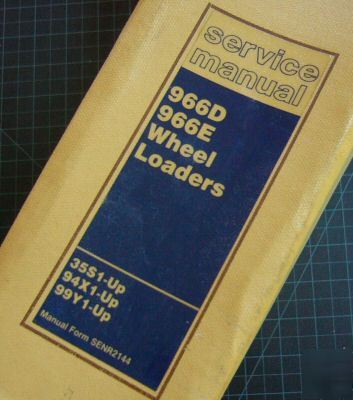 service
manual
966D
966E
Wheel
Loaders
35S1-Up
94X1-Up
99Y1-Up
Manual Form SENR2144